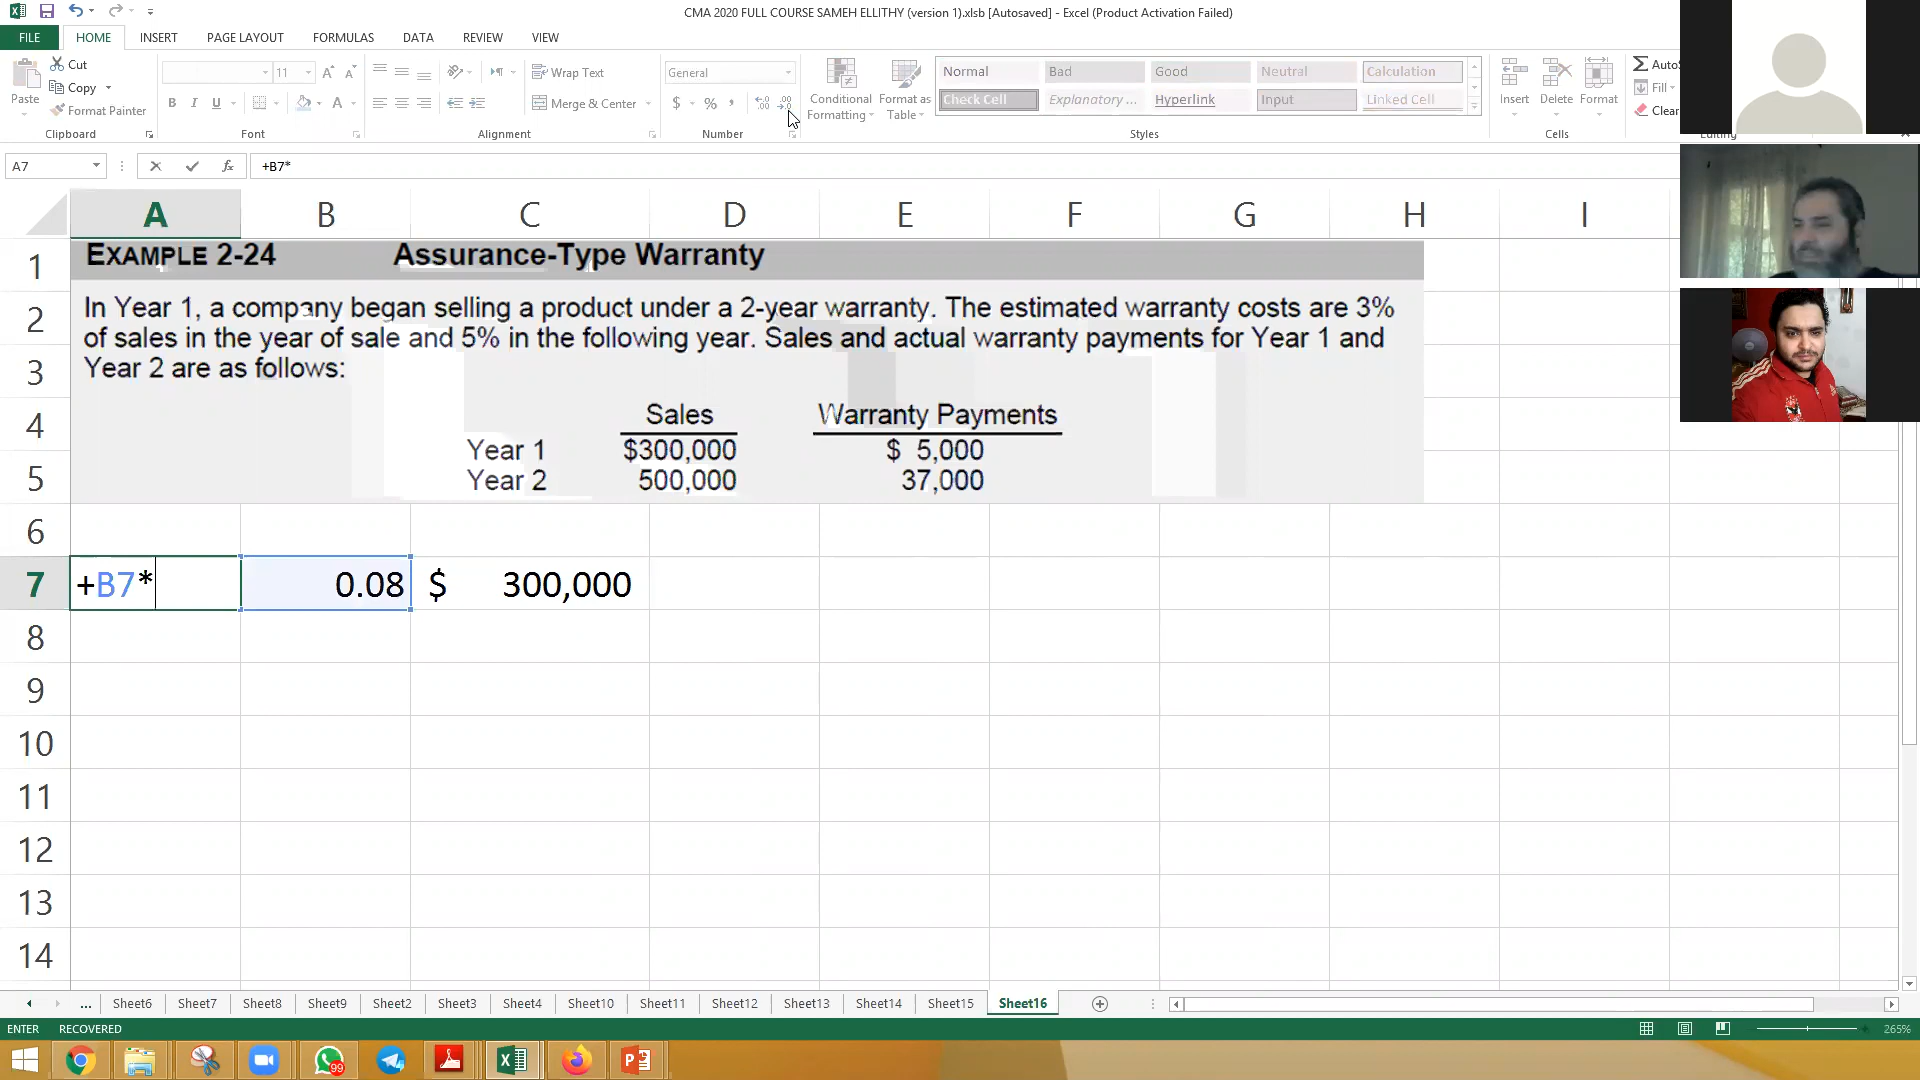 CMA 2020 FULL COURSE SAMEH ELLITHY (version 1).xlsb [Autosaved] - Excel (Product Activation Failed)
FILE HOME INSERT PAGE LAYOUT FORMULAS DATA REVIEW VIEW
Paste
Cut
Copy
Format Painter
Clipboard
11
B I U
Font
Wrap Text
Merge & Center
Alignment
General
$ %
Number
Conditional Formatting
Format as Table
Normal Bad Good Neutral Calculation
Check Cell Explanatory ... Hyperlink Input Linked Cell
Styles
Insert Delete Format
Cells
Fill
A7
+B7*
A B C D E F G H I
1
EXAMPLE 2-24 Assurance-Type Warranty
2
In Year 1, a company began selling a product under a 2-year warranty. The estimated warranty costs are 3%
of sales in the year of sale and 5% in the following year. Sales and actual warranty payments for Year 1 and
3
Year 2 are as follows:
4
Sales Warranty Payments
Year 1 $300,000 $ 5,000
5
Year 2 500,000 37,000
6
7 +B7* 0.08 $ 300,000
8
9
10
11
12
13
14
... Sheet6 Sheet7 Sheet8 Sheet9 Sheet2 Sheet3 Sheet4 Sheet10 Sheet11 Sheet12 Sheet13 Sheet14 Sheet15 Sheet16
ENTER RECOVERED 265%
99